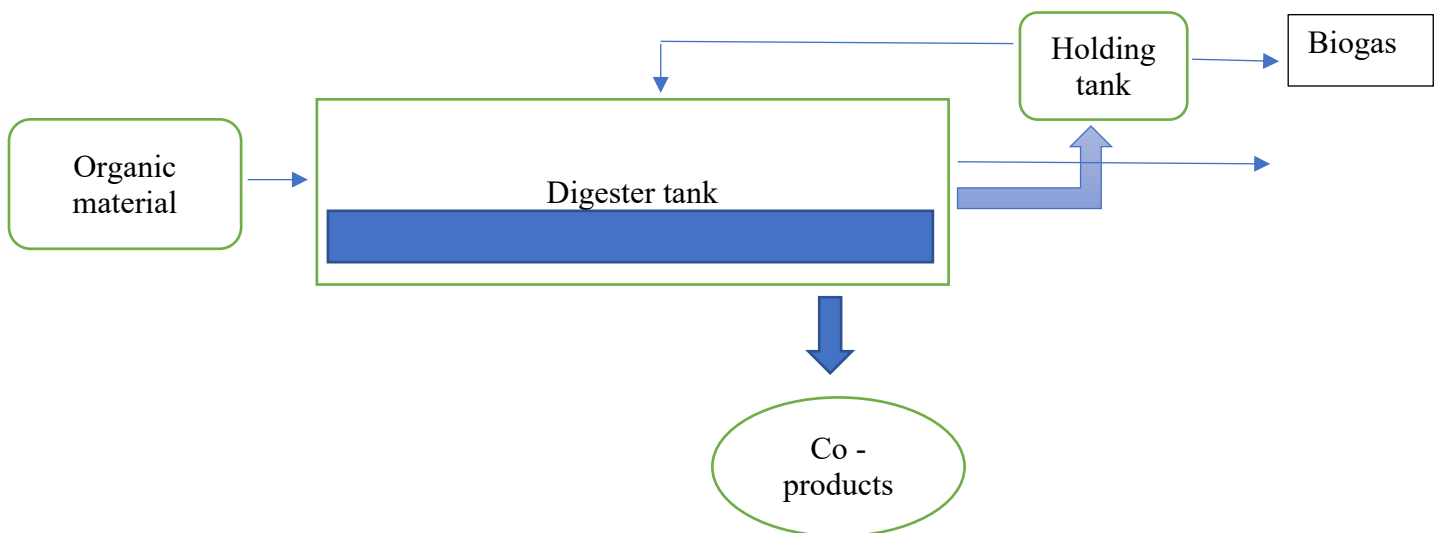 Holding
tank
Biogas
Organic
material
Digester tank
Co -
products